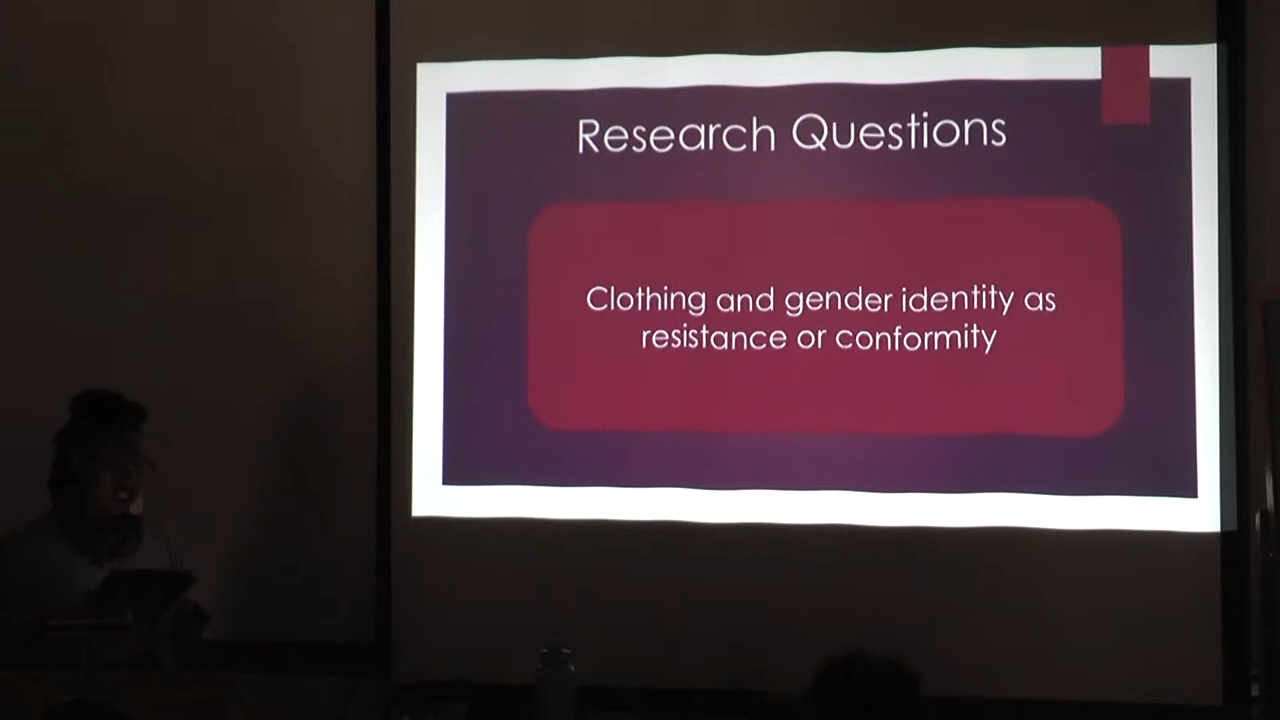 Research Questions
Clothing and gender identity as
resistance or conformity